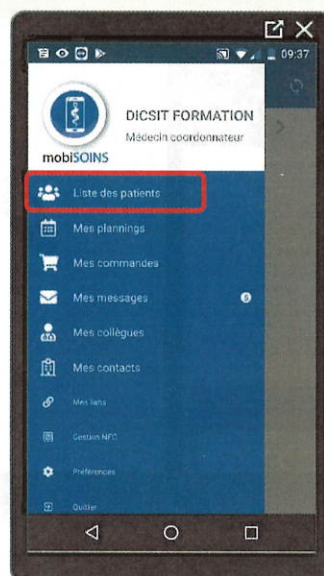 09:37
DICSIT FORMATION
Médecin coordonnateur
mobiSOINS
Liste des patients
Mes plannings
Mes commandes
Mes messages
Mes collègues
Mes contacts
Mes liens
Gestion NFC
Préférences
Quitter